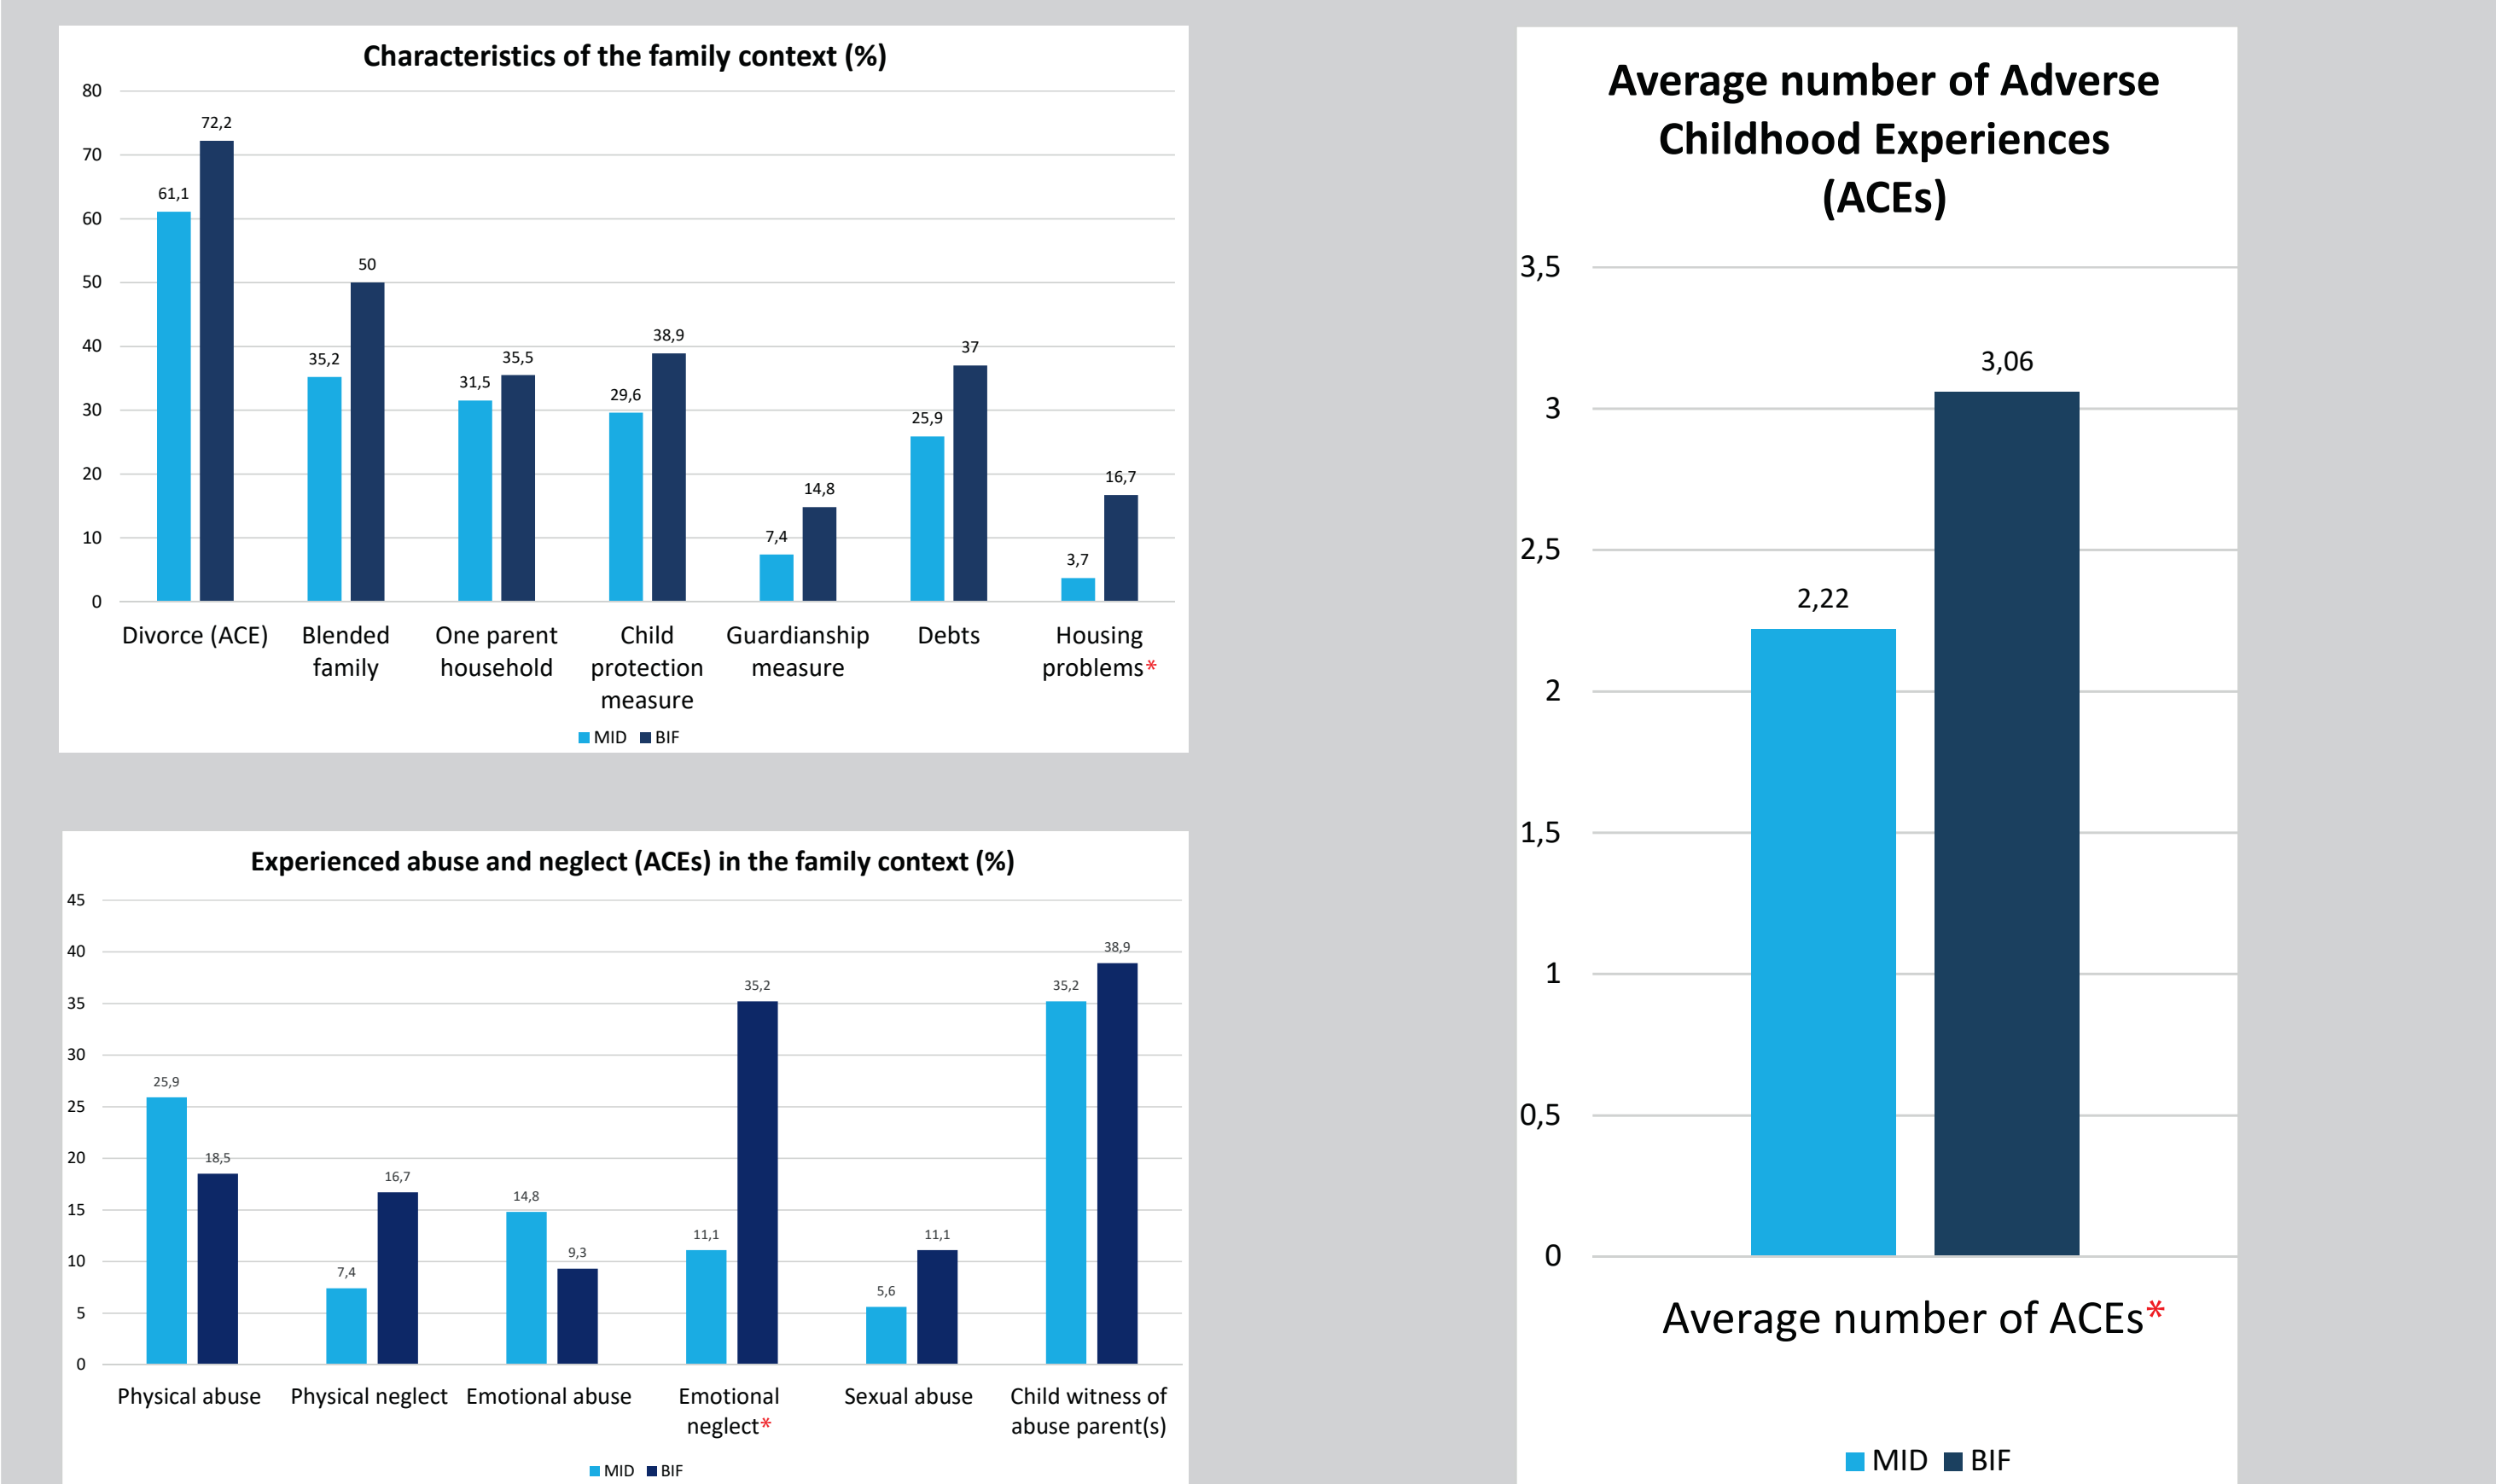 Characteristics of the family context (%)
80
70
60
50
40
30
20
10
0
61,1
72,2
35,2
50
31,5
35,5
29,6
38,9
7,4
14,8
25,9
37
3,7
16,7
Divorce (ACE)
Blended
family
One parent
household
Child
protection
measure
Guardianship
measure
Debts
Housing
problems*
MID BIF
Experienced abuse and neglect (ACEs) in the family context (%)
45
40
35
30
25
20
15
10
5
0
25,9
18,5
7,4
16,7
14,8
9,3
11,1
35,2
5,6
11,1
35,2
38,9
Physical abuse
Physical neglect
Emotional abuse
Emotional
neglect*
Sexual abuse
Child witness of
abuse parent(s)
MID BIF
Average number of Adverse
Childhood Experiences
(ACEs)
3,5
3
2,5
2
1,5
1
0,5
0
2,22
3,06
Average number of ACEs*
MID BIF